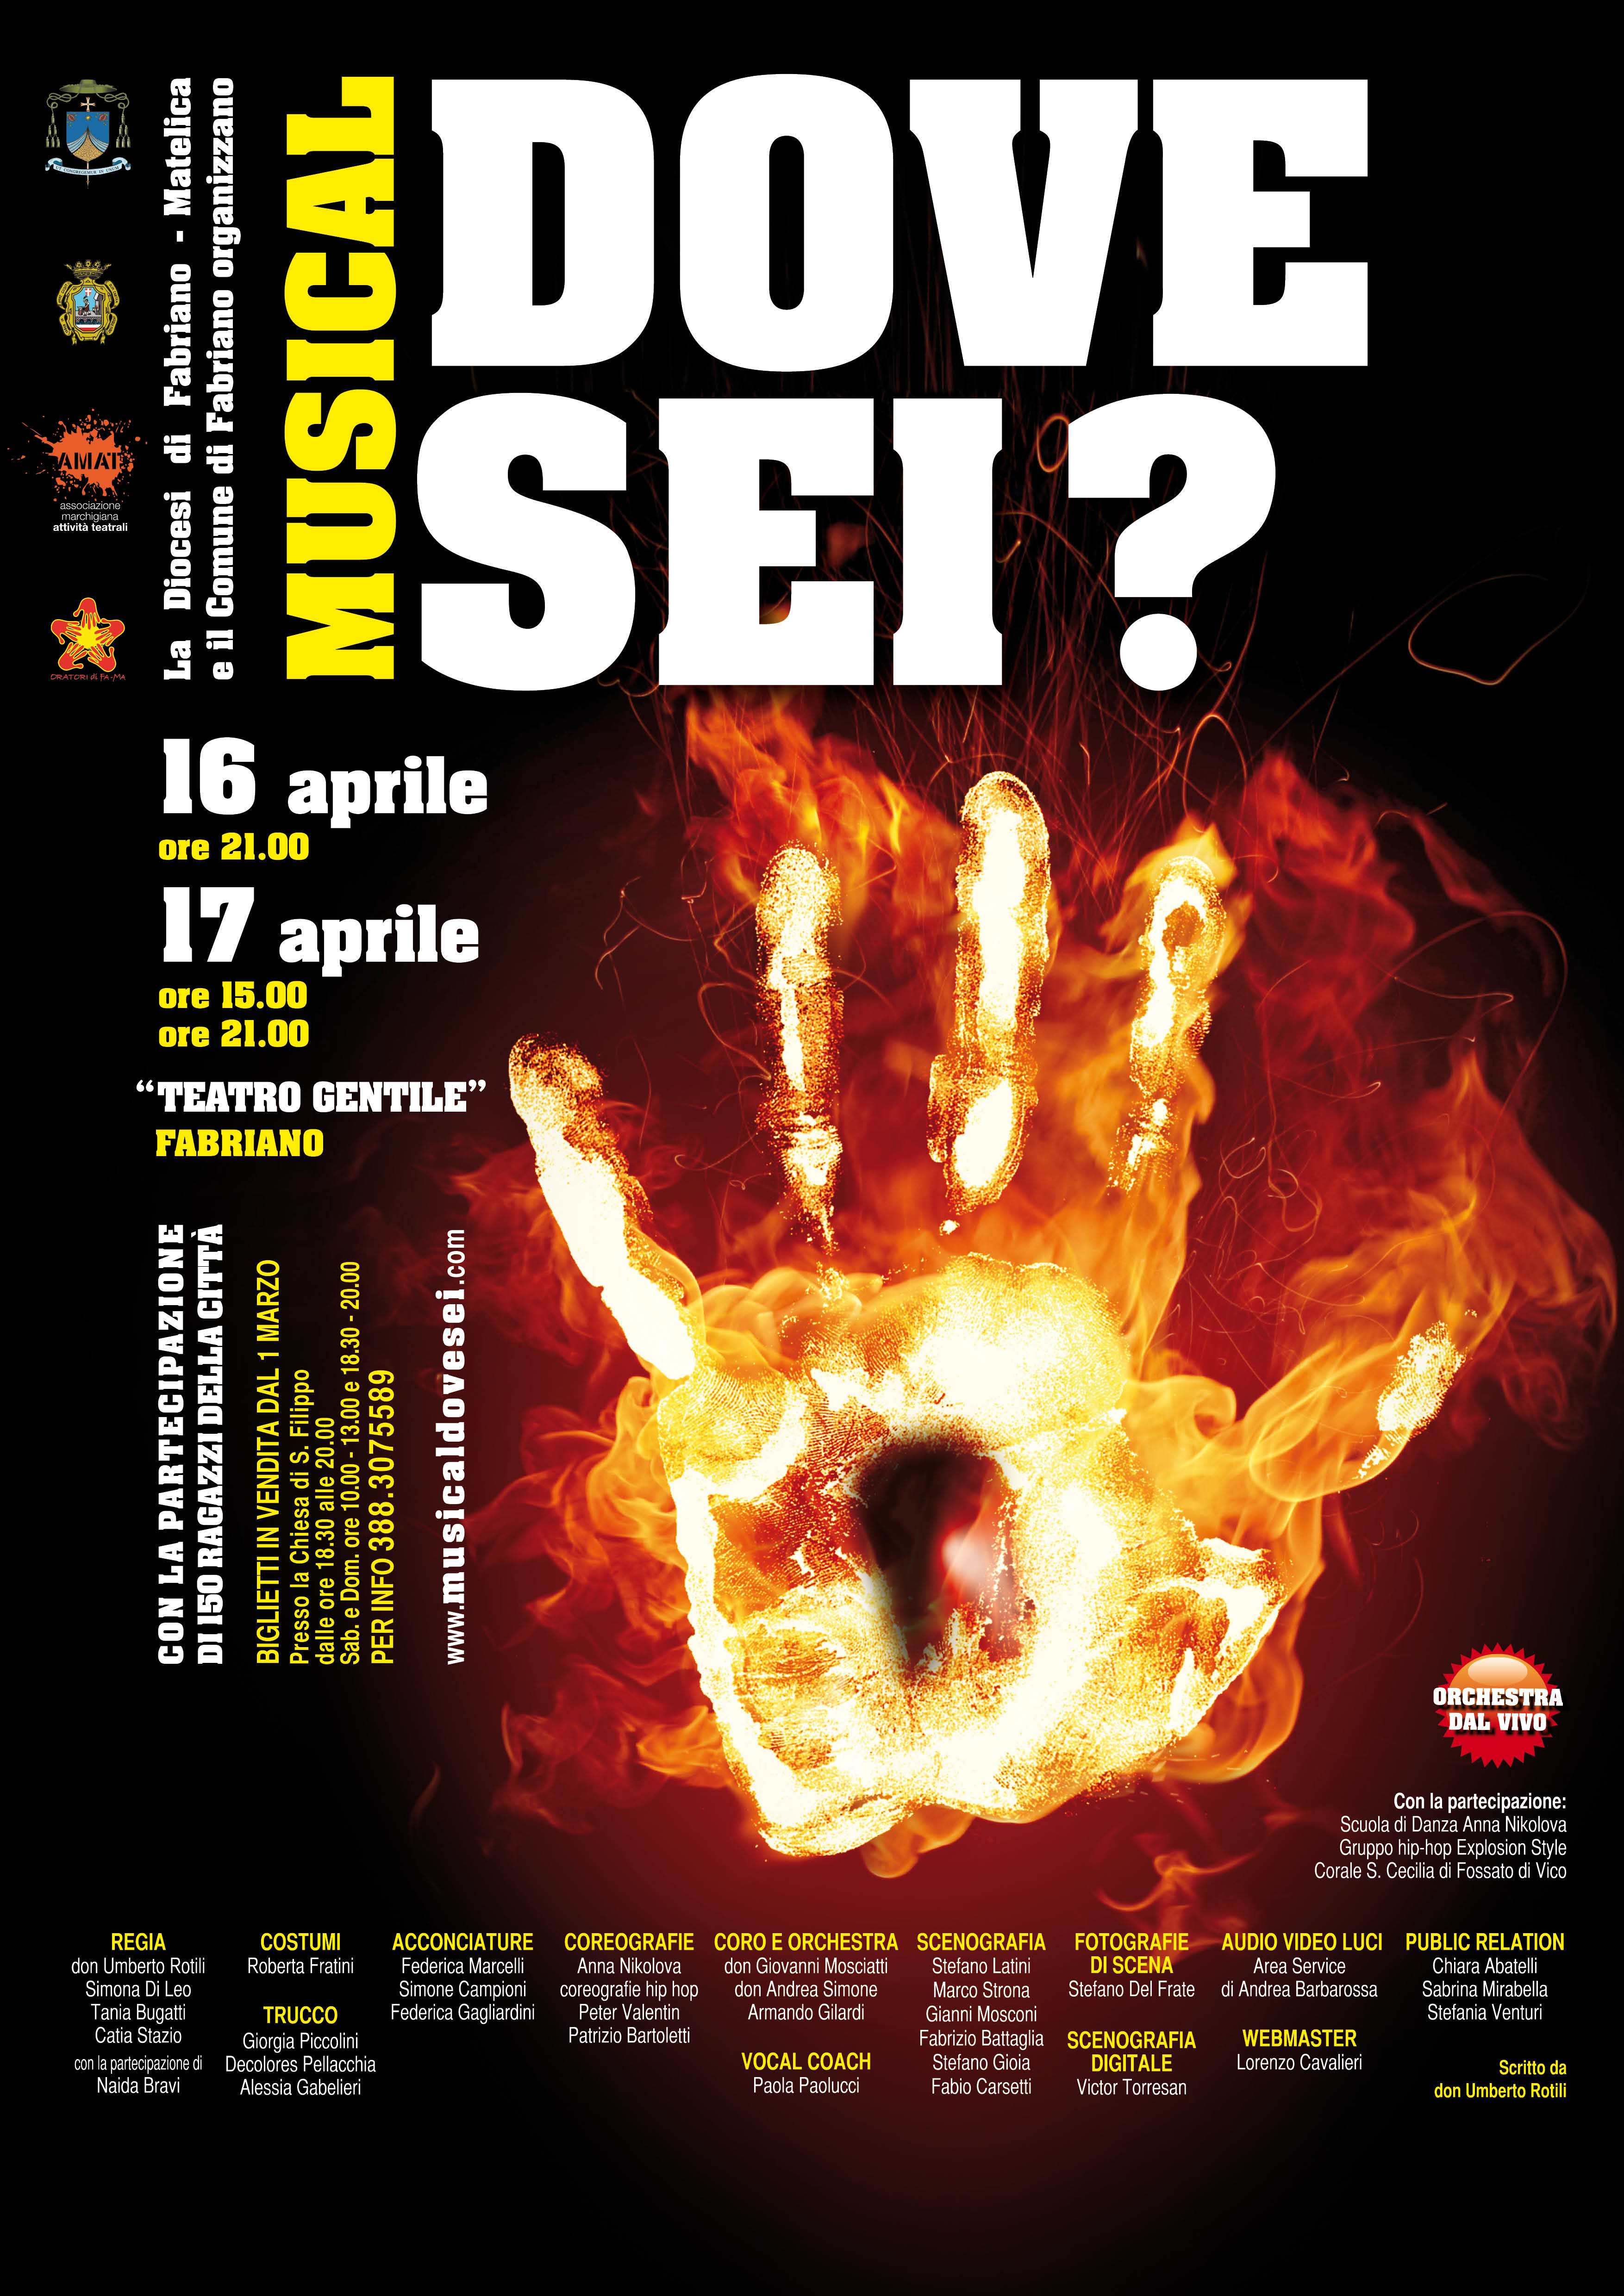 La Diocesi di Fabriano - Matelica
e il Comune di Fabriano organizzano
MUSICAL
DOVE
SEI?
AMAT
associazione
marchigiana
attività teatrali
ORATORI di FA-MA
16 aprile
ore 21.00
17 aprile
ore 15.00
ore 21.00
“TEATRO GENTILE”
FABRIANO
CON LA PARTECIPAZIONE
DI 150 RAGAZZI DELLA CITTÀ
BIGLIETTI IN VENDITA DAL 1 MARZO
Presso la Chiesa di S. Filippo
dalle ore 18.30 alle 20.00
Sab. e Dom. ore 10.00 - 13.00 e 18.30 - 20.00
PER INFO 388.3075589
www.musicaldovesei.com
ORCHESTRA
DAL VIVO
Con la partecipazione:
Scuola di Danza Anna Nikolova
Gruppo hip-hop Explosion Style
Corale S. Cecilia di Fossato di Vico
REGIA
don Umberto Rotili
Simona Di Leo
Tania Bugatti
Catia Stazio
con la partecipazione di
Naida Bravi
COSTUMI
Roberta Fratini
TRUCCO
Giorgia Piccolini
Decolores Pellacchia
Alessia Gabelieri
ACCONCIATURE
Federica Marcelli
Simone Campioni
Federica Gagliardini
COREOGRAFIE
Anna Nikolova
coreografie hip hop
Peter Valentin
Patrizio Bartoletti
CORO E ORCHESTRA
don Giovanni Mosciatti
don Andrea Simone
Armando Gilardi
VOCAL COACH
Paola Paolucci
SCENOGRAFIA
Stefano Latini
Marco Strona
Gianni Mosconi
Fabrizio Battaglia
Stefano Gioia
Fabio Carsetti
FOTOGRAFIE
DI SCENA
Stefano Del Frate
SCENOGRAFIA
DIGITALE
Victor Torresan
AUDIO VIDEO LUCI
Area Service
di Andrea Barbarossa
WEBMASTER
Lorenzo Cavalieri
PUBLIC RELATION
Chiara Abatelli
Sabrina Mirabella
Stefania Venturi
Scritto da
don Umberto Rotili